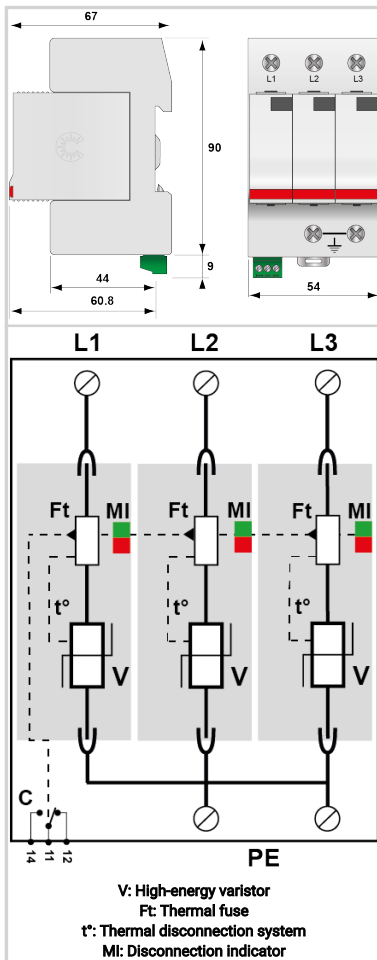 67
L1 L2 L3
90
9
44
60.8
54
L1 L2 L3
Ft MI Ft MI Ft MI
t° t° t°
V V V
C
14 11 12
PE
V: High-energy varistor
Ft: Thermal fuse
t°: Thermal disconnection system
MI: Disconnection indicator